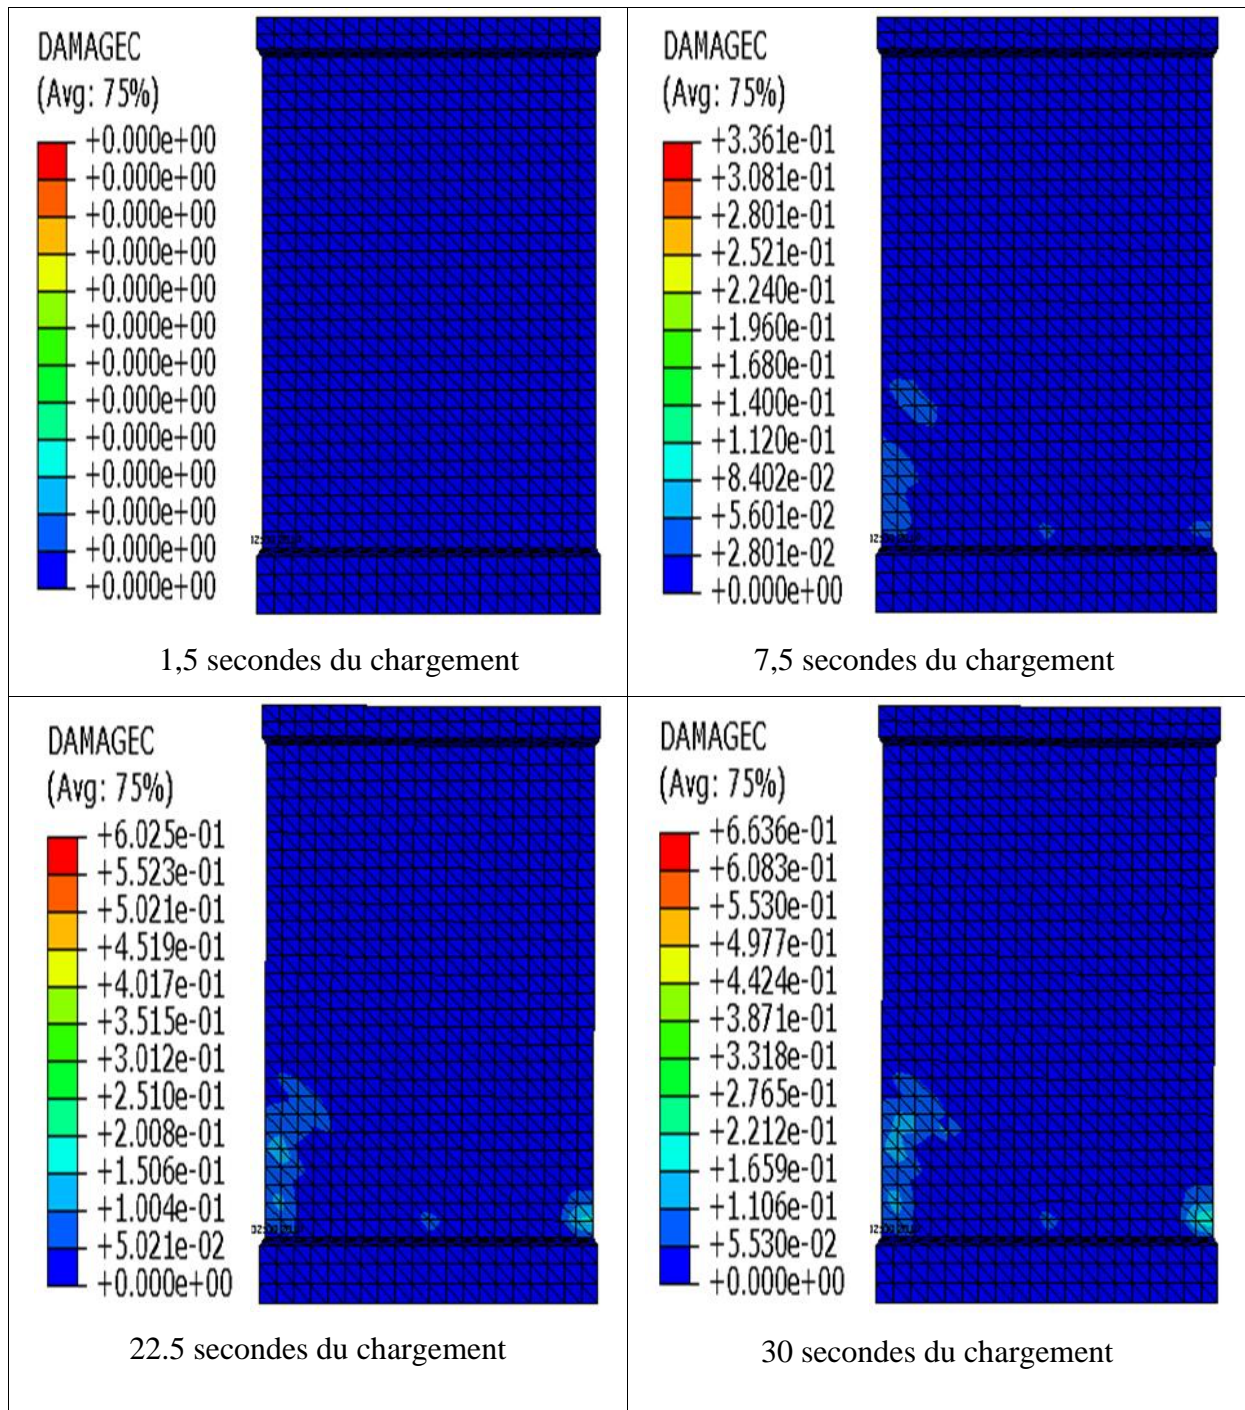 DAMAGEC
(Avg: 75%)
+0.000e+00
+0.000e+00
+0.000e+00
+0.000e+00
+0.000e+00
+0.000e+00
+0.000e+00
+0.000e+00
+0.000e+00
+0.000e+00
+0.000e+00
+0.000e+00
+0.000e+00
1,5 secondes du chargement
DAMAGEC
(Avg: 75%)
+3.361e-01
+3.081e-01
+2.801e-01
+2.521e-01
+2.240e-01
+1.960e-01
+1.680e-01
+1.400e-01
+1.120e-01
+8.402e-02
+5.601e-02
+2.801e-02
+0.000e+00
7,5 secondes du chargement
DAMAGEC
(Avg: 75%)
+6.025e-01
+5.523e-01
+5.021e-01
+4.519e-01
+4.017e-01
+3.515e-01
+3.012e-01
+2.510e-01
+2.008e-01
+1.506e-01
+1.004e-01
+5.021e-02
+0.000e+00
22.5 secondes du chargement
DAMAGEC
(Avg: 75%)
+6.636e-01
+6.083e-01
+5.530e-01
+4.977e-01
+4.424e-01
+3.871e-01
+3.318e-01
+2.765e-01
+2.212e-01
+1.659e-01
+1.106e-01
+5.530e-02
+0.000e+00
30 secondes du chargement